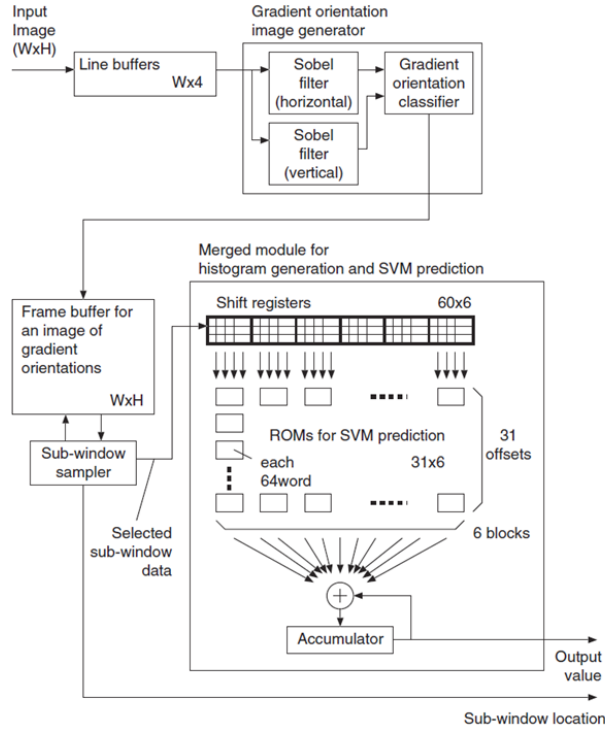 Input
Image
(WxH)
Line buffers
Wx4
Gradient orientation
image generator
Sobel
filter
(horizontal)
Sobel
filter
(vertical)
Gradient
orientation
classifier
Merged module for
histogram generation and SVM prediction
Frame buffer for
an image of
gradient
orientations
WxH
Sub-window
sampler
Selected
sub-window
data
Shift registers
60x6
ROMs for SVM prediction
each
64word
31x6
31
offsets
6 blocks
+
Accumulator
Output
value
Sub-window location